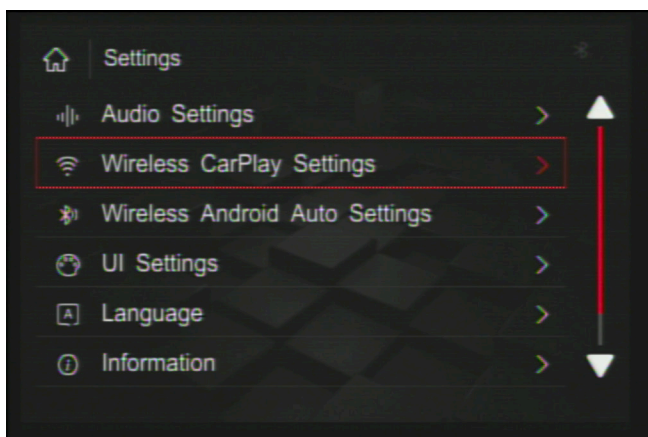 Settings
Audio Settings
Wireless CarPlay Settings
Wireless Android Auto Settings
UI Settings
A Language
Information